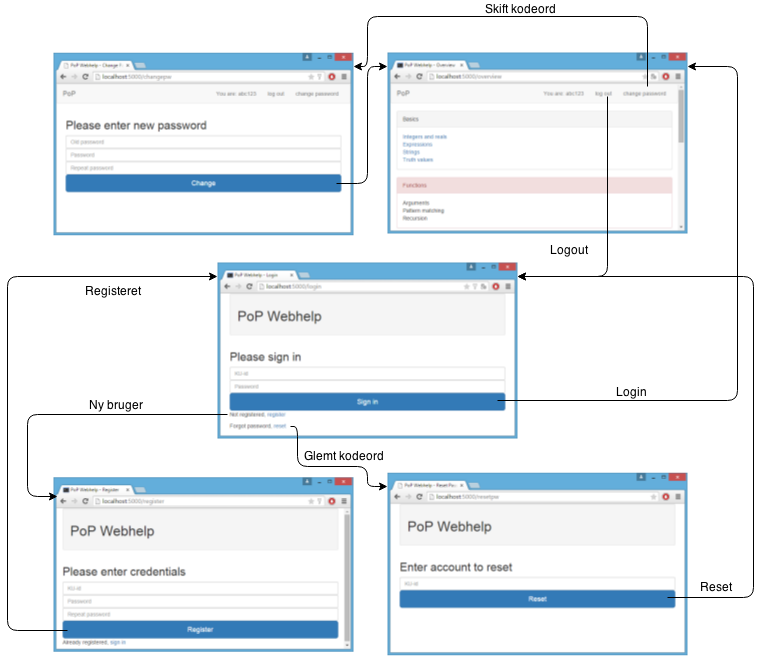 Skift kodeord
PoP Webhelp - Change P...
localhost:5000/changepw
PoP
You are: abc123
log out
change password
Please enter new password
Old password
Password
Repeat password
Change
PoP Webhelp - Overview
localhost:5000/overview
PoP
You are: abc123
log out
change password
Basics
Integers and reals
Expressions
Strings
Truth values
Functions
Arguments
Pattern matching
Recursion
Logout
Registeret
PoP Webhelp - Login
localhost:5000/login
PoP Webhelp
Please sign in
KU-id
Password
Sign in
Not registered, register
Forgot password, reset
Login
Ny bruger
Glemt kodeord
PoP Webhelp - Register
localhost:5000/register
PoP Webhelp
Please enter credentials
KU-id
Password
Repeat password
Register
Already registered, sign in
PoP Webhelp - Reset Pas...
localhost:5000/resetpw
PoP Webhelp
Enter account to reset
KU-id
Reset
Reset